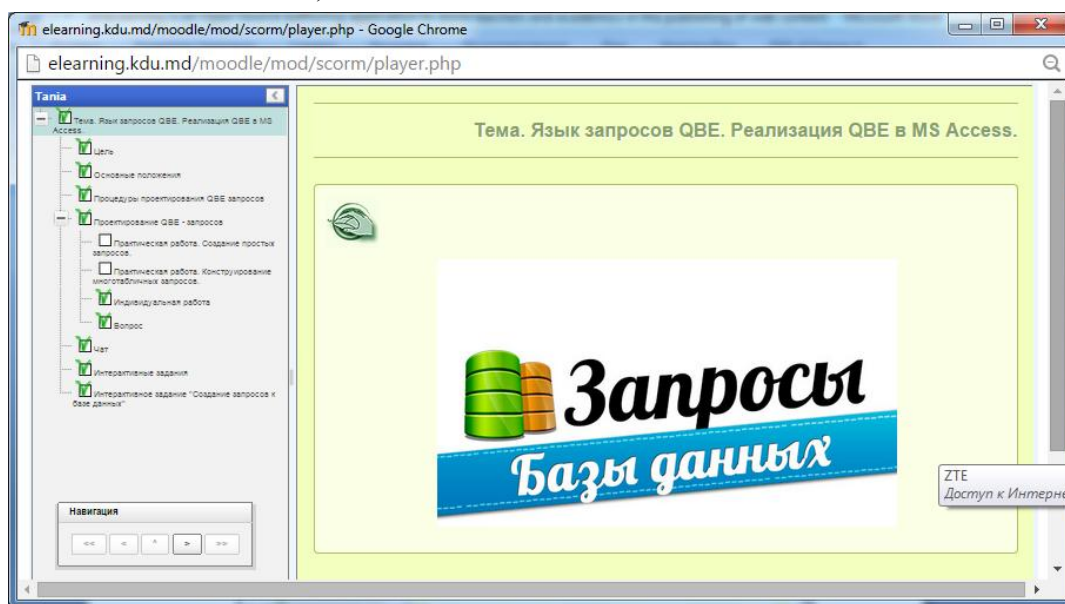 elearning.kdu.md/moodle/mod/scorm/player.php - Google Chrome
elearning.kdu.md/moodle/mod/scorm/player.php
Tania
Тема. Язык запросов QBE. Реализация QBE в MS
Access.
Цель
Основные положения
Процедуры проектирования QBE запросов
Проектирование QBE - запросов
Практическая работа. Создание простых
запросов.
Практическая работа. Конструирование
многотабличных запросов.
Индивидуальная работа
Вопрос
Чат
Интерактивные задания
Интерактивное задание "Создание запросов к
базе данных"
Навигация
<< < ^ > >>
Тема. Язык запросов QBE. Реализация QBE в MS Access.
Запросы
Базы данных
ZTE
Доступ к Интерне